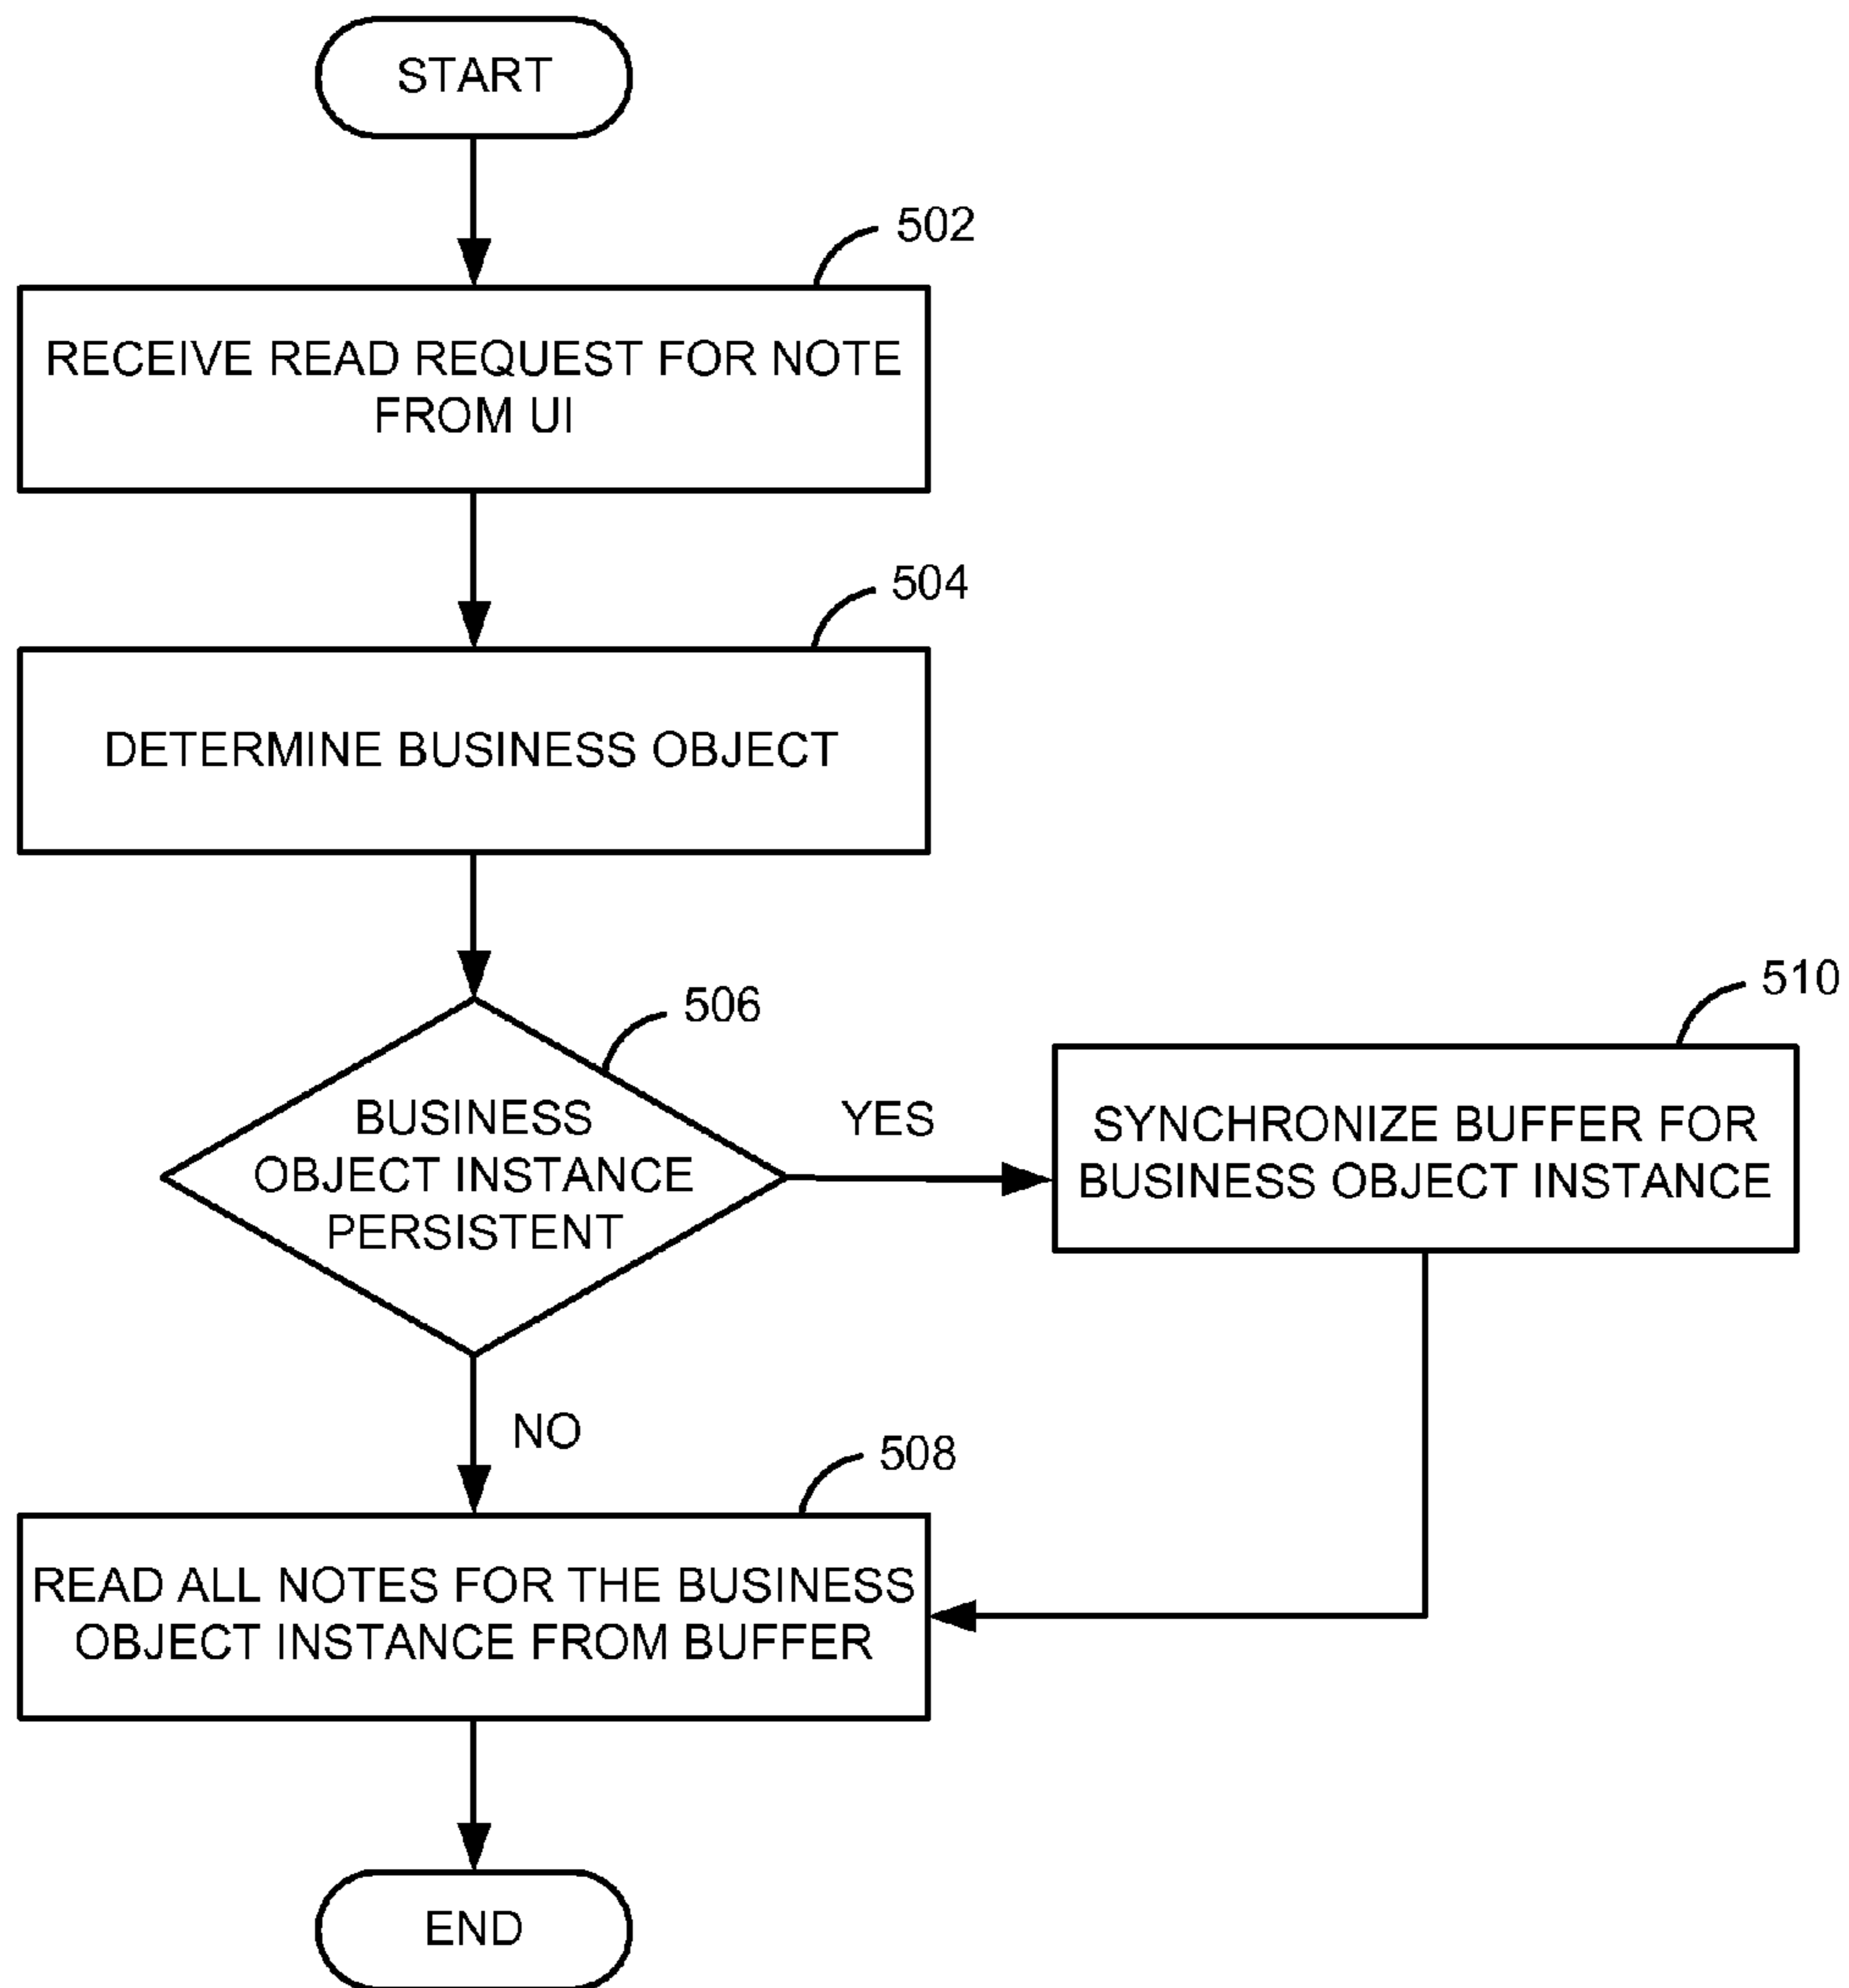 START
502
RECEIVE READ REQUEST FOR NOTE
FROM UI
504
DETERMINE BUSINESS OBJECT
506
BUSINESS
OBJECT INSTANCE
PERSISTENT
YES
510
SYNCHRONIZE BUFFER FOR
BUSINESS OBJECT INSTANCE
NO
508
READ ALL NOTES FOR THE BUSINESS
OBJECT INSTANCE FROM BUFFER
END